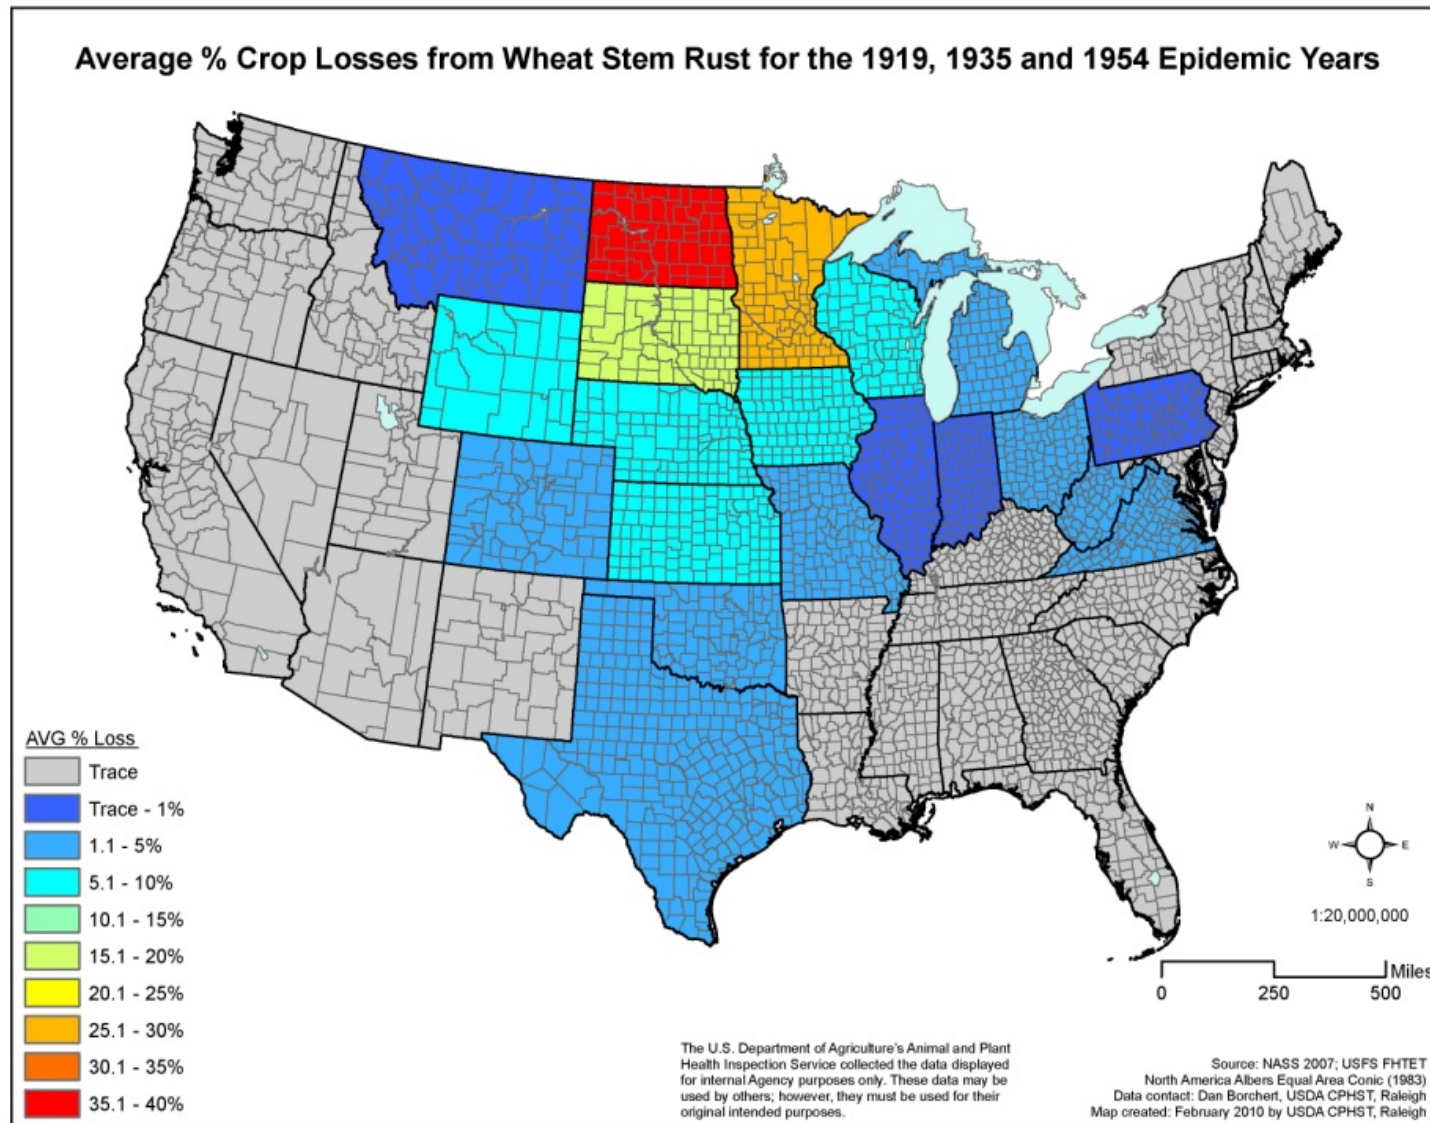 Average % Crop Losses from Wheat Stem Rust for the 1919, 1935 and 1954 Epidemic Years
AVG % Loss
Trace
Trace - 1%
1.1 - 5%
5.1 - 10%
10.1 - 15%
15.1 - 20%
20.1 - 25%
25.1 - 30%
30.1 - 35%
35.1 - 40%
N
W E
S
1:20,000,000
Miles
0 250 500
The U.S. Department of Agriculture's Animal and Plant
Health Inspection Service collected the data displayed
for internal Agency purposes only. These data may be
used by others; however, they must be used for their
original intended purposes.
Source: NASS 2007; USFS FHTET
North America Albers Equal Area Conic (1983)
Data contact: Dan Borchert, USDA CPHST, Raleigh
Map created: February 2010 by USDA CPHST, Raleigh